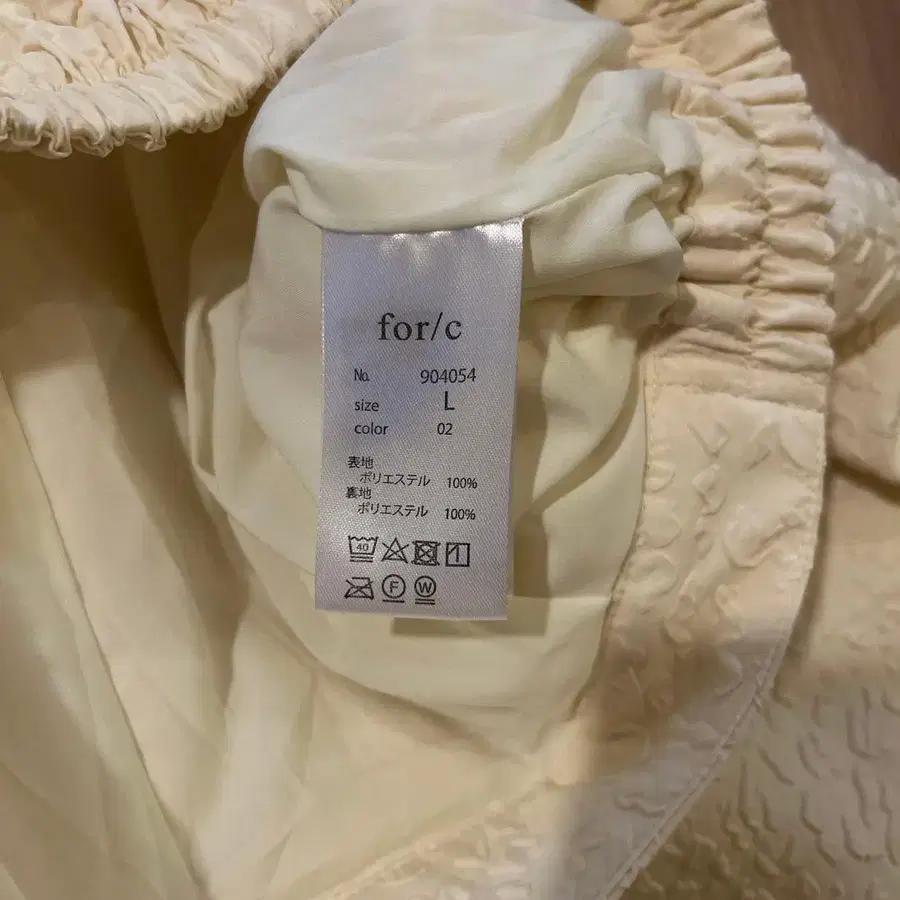 for/c
No. 904054
size L
color 02
表地
ポリエステル 100%
裏地
ポリエステル 100%
40
F W